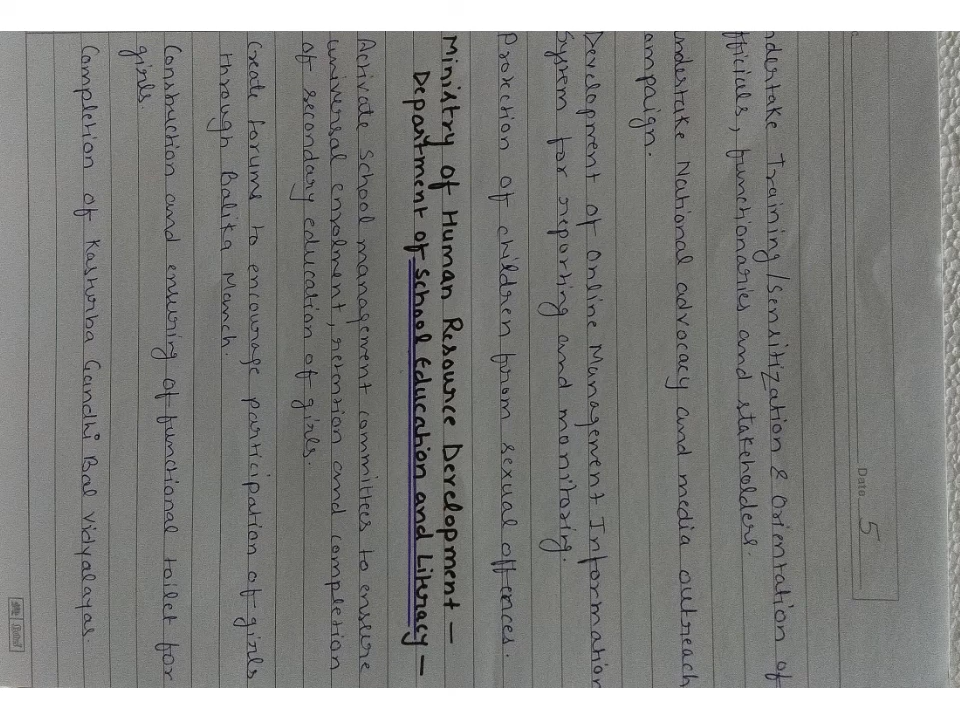 Date 5
ndertake Training/Sensitization & Orientation of
fficials, functionaries and stakeholders.
ndertake National advocacy and media outreach
ampaign.
Development of online Management Information
System for reporting and monitoring.
Protection of children from sexual offences.
Ministry of Human Resource Development —
Department of School Education and Literacy —
Activate School management committees to ensure
universal enrolment, retention and completion
of secondary education of girls.
Create forums to encourage participation of girls
through Balika Manch.
Construction and ensuring of functional toilet for
girls.
Completion of Kasturba Gandhi Bal vidyalayas